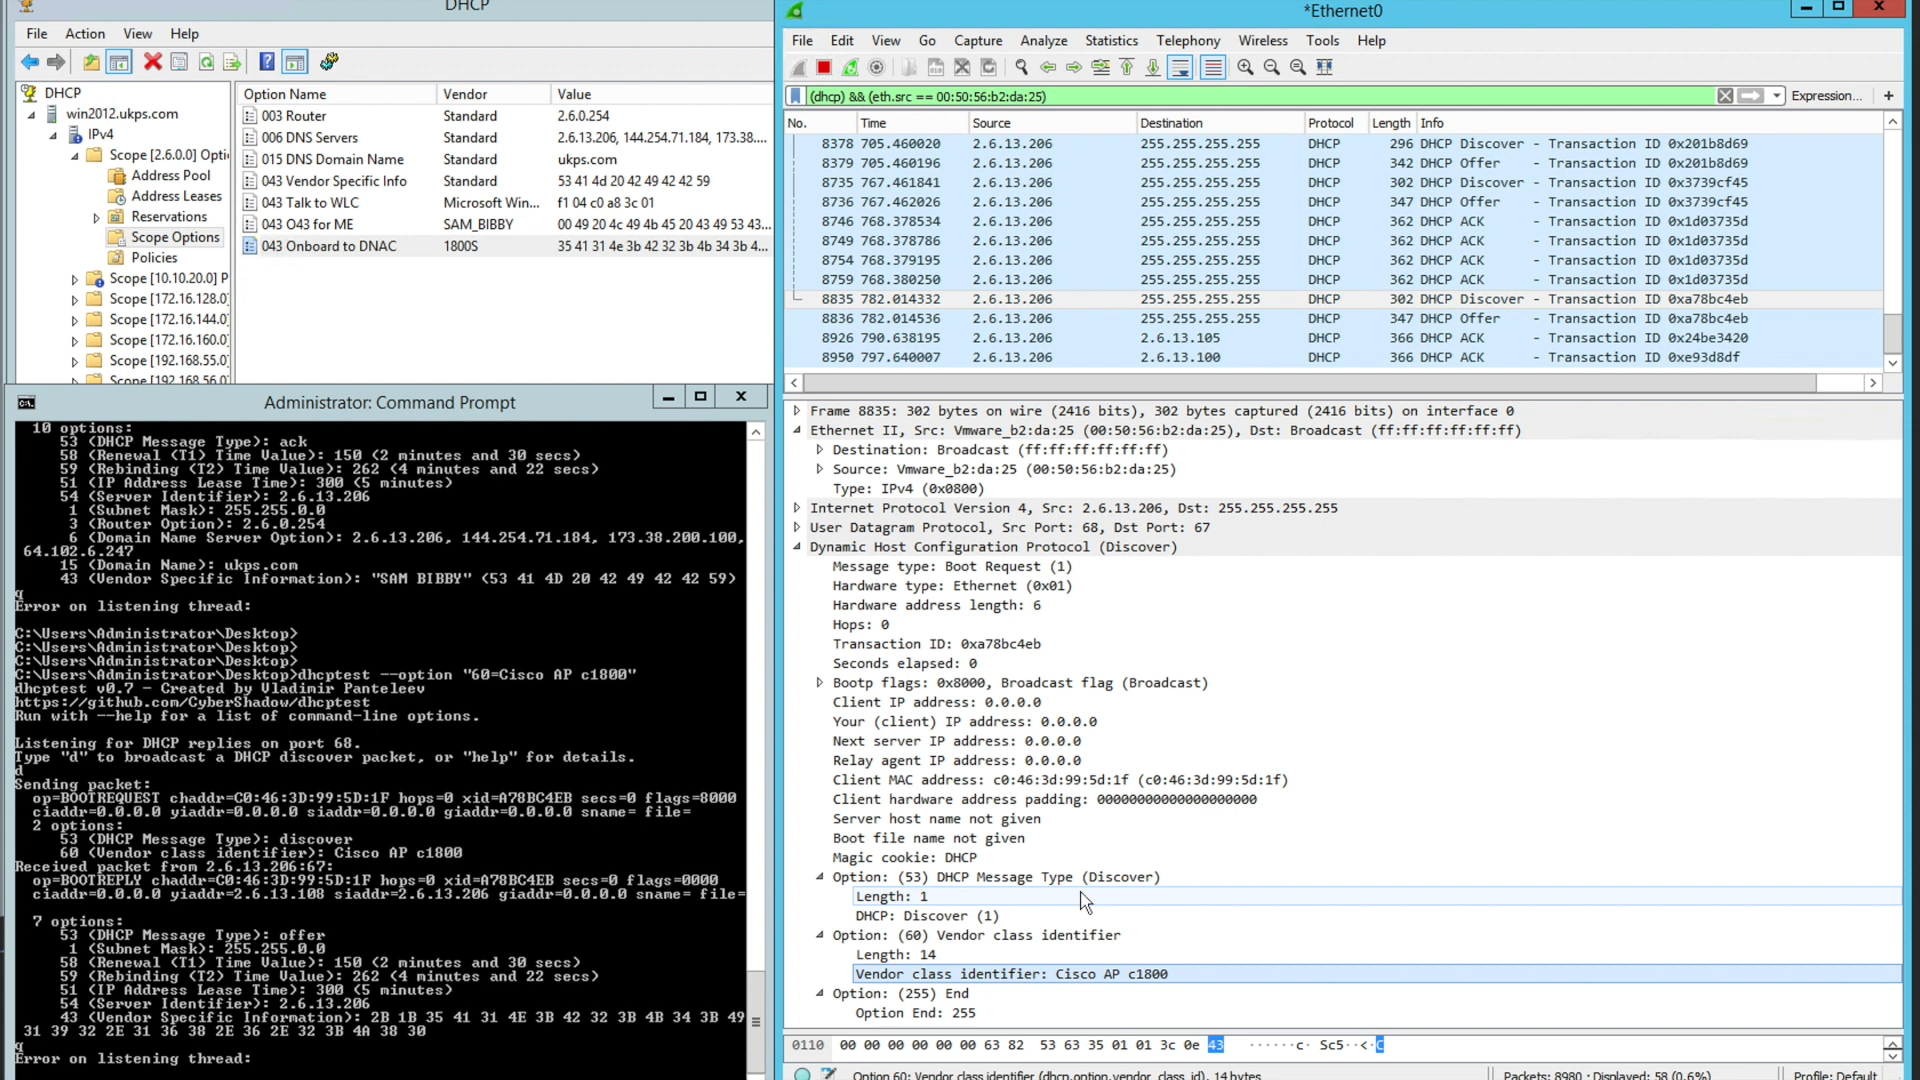 DHCP
File Action View Help
DHCP
win2012.ukps.com
IPv4
Scope [2.6.0.0] Opti
Address Pool
Address Leases
Reservations
Scope Options
Policies
Scope [10.10.20.0] P
Scope [172.16.128.0]
Scope [172.16.144.0]
Scope [172.16.160.0]
Scope [192.168.55.0]
Scope [192.168.56.0]
Option Name Vendor Value
003 Router Standard 2.6.0.254
006 DNS Servers Standard 2.6.13.206, 144.254.71.184, 173.38....
015 DNS Domain Name Standard ukps.com
043 Vendor Specific Info Standard 53 41 4d 20 42 49 42 42 59
043 Talk to WLC Microsoft Win... f1 04 c0 a8 3c 01
043 O43 for ME SAM_BIBBY 00 49 20 4c 49 4b 45 20 43 49 53 43...
043 Onboard to DNAC 1800S 35 41 31 4e 3b 42 32 3b 4b 34 3b 4...
Administrator: Command Prompt
10 options:
53 (DHCP Message Type): ack
58 (Renewal (T1) Time Value): 150 (2 minutes and 30 secs)
59 (Rebinding (T2) Time Value): 262 (4 minutes and 22 secs)
51 (IP Address Lease Time): 300 (5 minutes)
54 (Server Identifier): 2.6.13.206
1 (Subnet Mask): 255.255.0.0
3 (Router Option): 2.6.0.254
6 (Domain Name Server Option): 2.6.13.206, 144.254.71.184, 173.38.200.100,
64.102.6.247
15 (Domain Name): ukps.com
43 (Vendor Specific Information): "SAM BIBBY" (53 41 4D 20 42 49 42 42 59)
q
Error on listening thread:
C:\Users\Administrator\Desktop>
C:\Users\Administrator\Desktop>
C:\Users\Administrator\Desktop>
C:\Users\Administrator\Desktop>dhcptest --option "60=Cisco AP c1800"
dhcptest v0.7 - Created by Vladimir Panteleev
https://github.com/CyberShadow/dhcptest
Run with --help for a list of command-line options.
Listening for DHCP replies on port 68.
Type "d" to broadcast a DHCP discover packet, or "help" for details.
d
Sending packet:
op=BOOTREQUEST chaddr=C0:46:3D:99:5D:1F hops=0 xid=A78BC4EB secs=0 flags=8000
ciaddr=0.0.0.0 yiaddr=0.0.0.0 siaddr=0.0.0.0 giaddr=0.0.0.0 sname= file=
2 options:
53 (DHCP Message Type): discover
60 (Vendor class identifier): Cisco AP c1800
Received packet from 2.6.13.206:67:
op=BOOTREPLY chaddr=C0:46:3D:99:5D:1F hops=0 xid=A78BC4EB secs=0 flags=0000
ciaddr=0.0.0.0 yiaddr=2.6.13.108 siaddr=2.6.13.206 giaddr=0.0.0.0 sname= file=
7 options:
53 (DHCP Message Type): offer
1 (Subnet Mask): 255.255.0.0
58 (Renewal (T1) Time Value): 150 (2 minutes and 30 secs)
59 (Rebinding (T2) Time Value): 262 (4 minutes and 22 secs)
51 (IP Address Lease Time): 300 (5 minutes)
54 (Server Identifier): 2.6.13.206
43 (Vendor Specific Information): 2B 1B 35 41 31 4E 3B 42 32 3B 4B 34 3B 49
31 39 32 2E 31 36 38 2E 36 2E 32 3B 4A 38 30
q
Error on listening thread:
*Ethernet0
File Edit View Go Capture Analyze Statistics Telephony Wireless Tools Help
(dhcp) && (eth.src == 00:50:56:b2:da:25) Expression... +
No. Time Source Destination Protocol Length Info
8378 705.460020 2.6.13.206 255.255.255.255 DHCP 296 DHCP Discover - Transaction ID 0x201b8d69
8379 705.460196 2.6.13.206 255.255.255.255 DHCP 342 DHCP Offer - Transaction ID 0x201b8d69
8735 767.461841 2.6.13.206 255.255.255.255 DHCP 302 DHCP Discover - Transaction ID 0x3739cf45
8736 767.462026 2.6.13.206 255.255.255.255 DHCP 347 DHCP Offer - Transaction ID 0x3739cf45
8746 768.378534 2.6.13.206 255.255.255.255 DHCP 362 DHCP ACK - Transaction ID 0x1d03735d
8749 768.378786 2.6.13.206 255.255.255.255 DHCP 362 DHCP ACK - Transaction ID 0x1d03735d
8754 768.379195 2.6.13.206 255.255.255.255 DHCP 362 DHCP ACK - Transaction ID 0x1d03735d
8759 768.380250 2.6.13.206 255.255.255.255 DHCP 362 DHCP ACK - Transaction ID 0x1d03735d
8835 782.014332 2.6.13.206 255.255.255.255 DHCP 302 DHCP Discover - Transaction ID 0xa78bc4eb
8836 782.014536 2.6.13.206 255.255.255.255 DHCP 347 DHCP Offer - Transaction ID 0xa78bc4eb
8926 790.638195 2.6.13.206 2.6.13.105 DHCP 366 DHCP ACK - Transaction ID 0x24be3420
8950 797.640007 2.6.13.206 2.6.13.100 DHCP 366 DHCP ACK - Transaction ID 0xe93d8df
Frame 8835: 302 bytes on wire (2416 bits), 302 bytes captured (2416 bits) on interface 0
Ethernet II, Src: Vmware_b2:da:25 (00:50:56:b2:da:25), Dst: Broadcast (ff:ff:ff:ff:ff:ff)
Destination: Broadcast (ff:ff:ff:ff:ff:ff)
Source: Vmware_b2:da:25 (00:50:56:b2:da:25)
Type: IPv4 (0x0800)
Internet Protocol Version 4, Src: 2.6.13.206, Dst: 255.255.255.255
User Datagram Protocol, Src Port: 68, Dst Port: 67
Dynamic Host Configuration Protocol (Discover)
Message type: Boot Request (1)
Hardware type: Ethernet (0x01)
Hardware address length: 6
Hops: 0
Transaction ID: 0xa78bc4eb
Seconds elapsed: 0
Bootp flags: 0x8000, Broadcast flag (Broadcast)
Client IP address: 0.0.0.0
Your (client) IP address: 0.0.0.0
Next server IP address: 0.0.0.0
Relay agent IP address: 0.0.0.0
Client MAC address: c0:46:3d:99:5d:1f (c0:46:3d:99:5d:1f)
Client hardware address padding: 00000000000000000000
Server host name not given
Boot file name not given
Magic cookie: DHCP
Option: (53) DHCP Message Type (Discover)
Length: 1
DHCP: Discover (1)
Option: (60) Vendor class identifier
Length: 14
Vendor class identifier: Cisco AP c1800
Option: (255) End
Option End: 255
0110 00 00 00 00 00 00 63 82 53 63 35 01 01 3c 0e 43 ······c· Sc5··<·C
Option 60: Vendor class identifier (dhcp.option.vendor_class_id), 14 bytes Packets: 8980 · Displayed: 58 (0.6%) Profile: Default